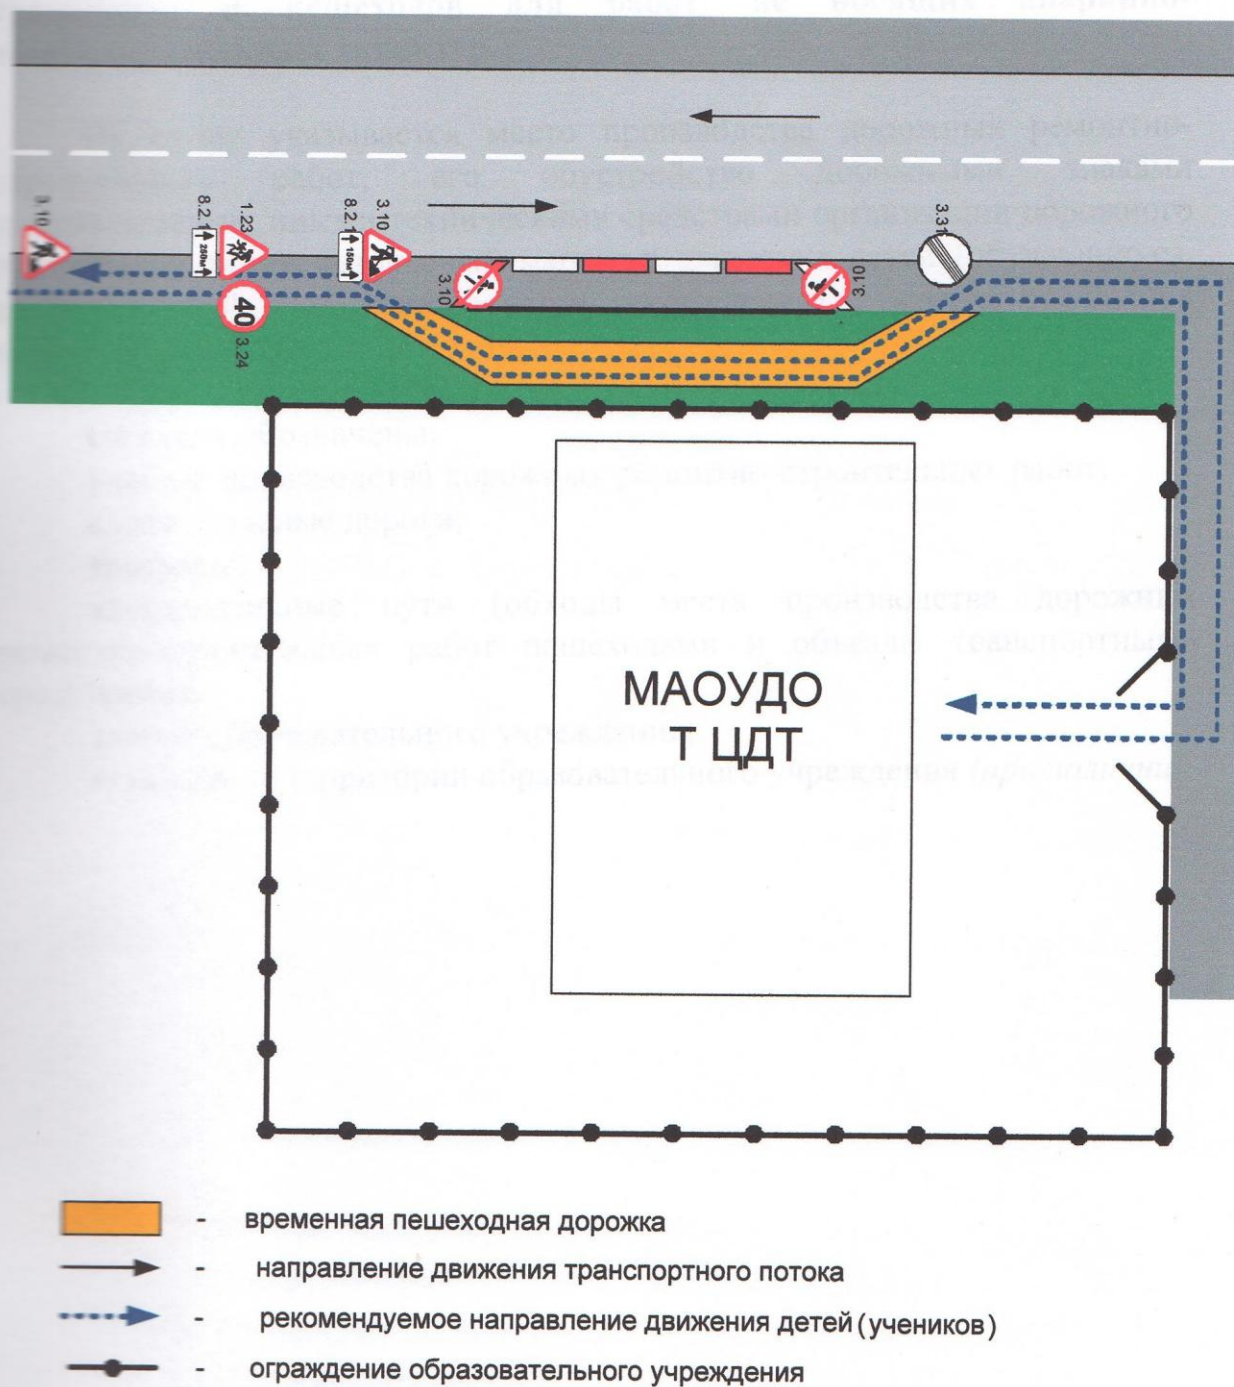 3.10
8.2.1
250м
1.23
40
3.24
8.2.1
150м
3.10
3.10
3.10
3.31
МАОУДО
Т ЦДТ
- временная пешеходная дорожка
- направление движения транспортного потока
- рекомендуемое направление движения детей (учеников)
- ограждение образовательного учреждения